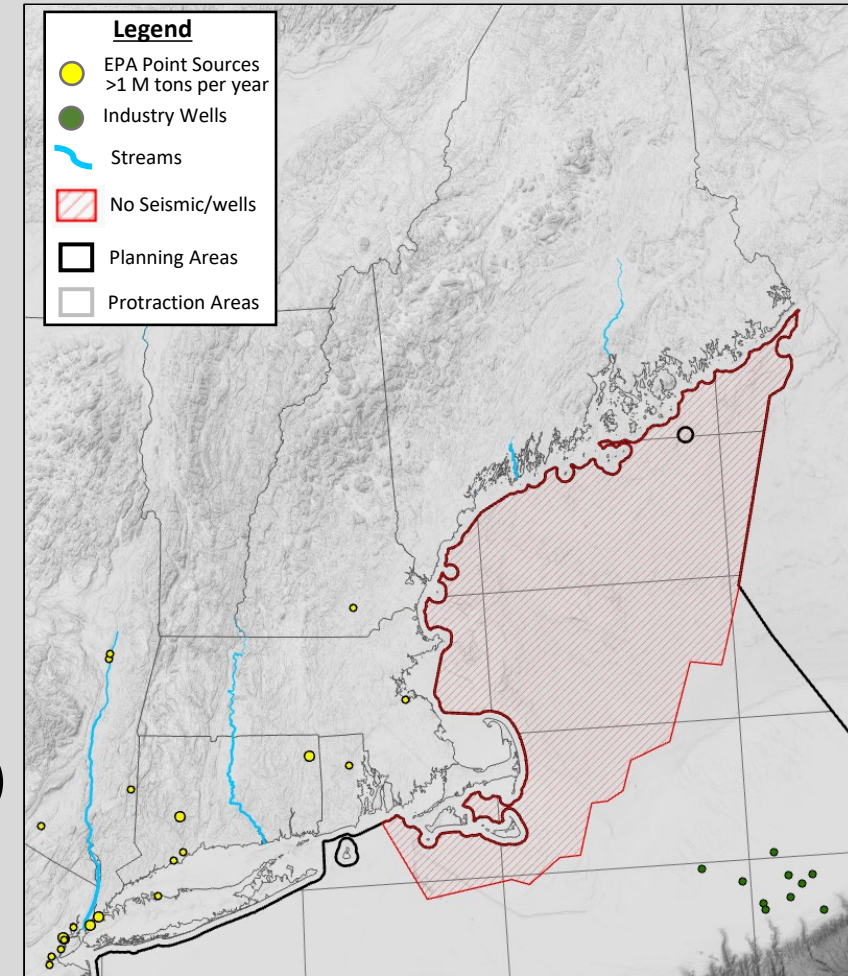 Legend
EPA Point Sources
>1 M tons per year
Industry Wells
Streams
No Seismic/wells
Planning Areas
Protraction Areas
)